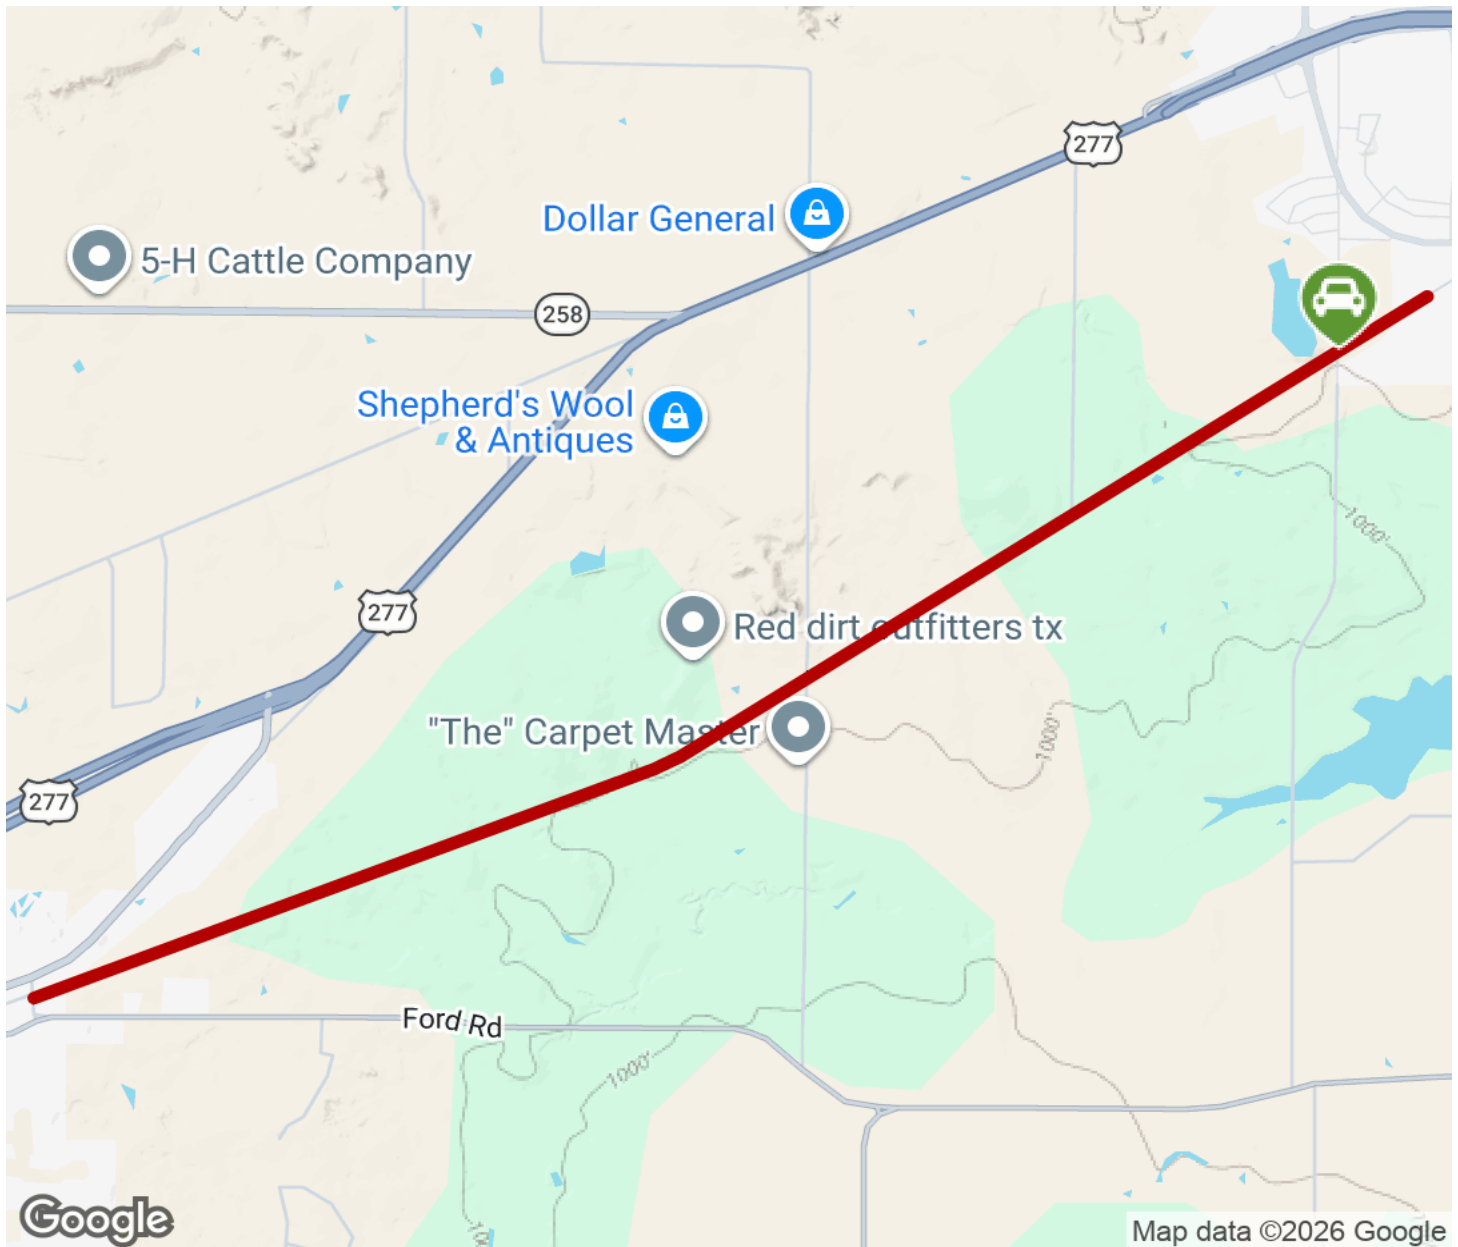 277
Dollar General
5-H Cattle Company
258
Shepherd's Wool
& Antiques
1000'
277
Red dirt outfitters tx
"The" Carpet Master
1000'
277
Ford Rd
1000'
Google
Map data ©2026 Google